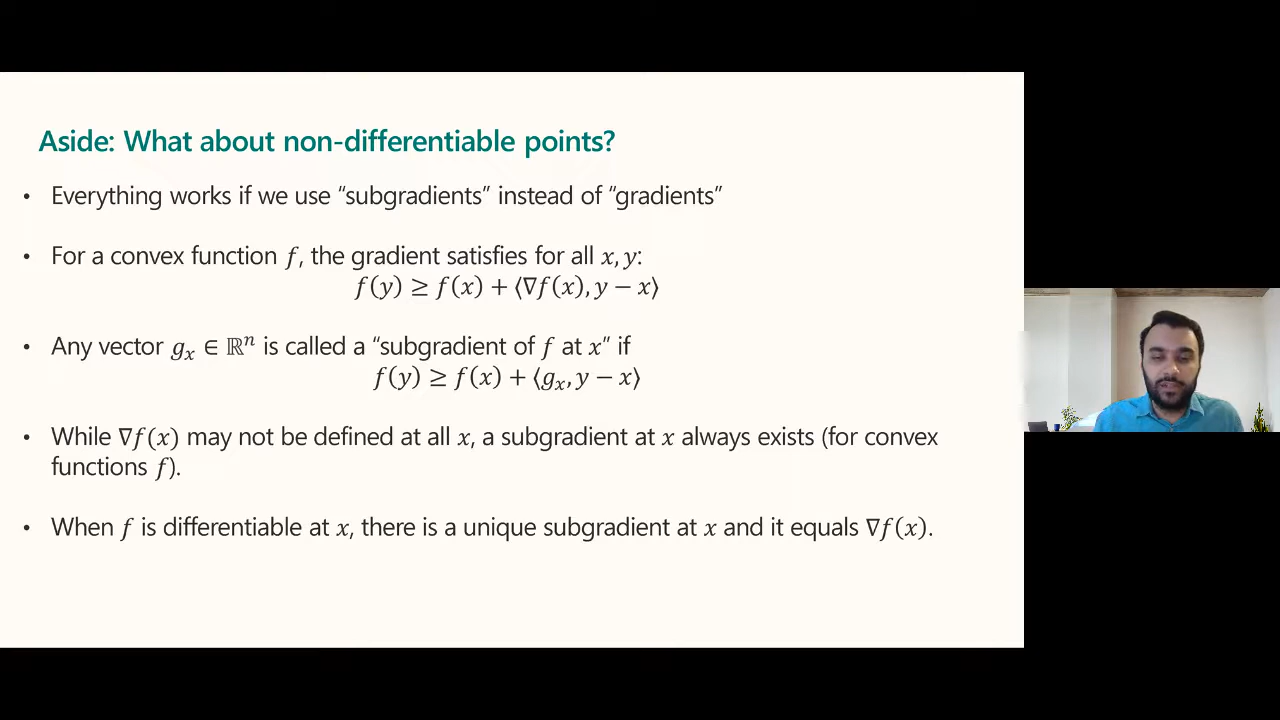 Aside: What about non-differentiable points?
• Everything works if we use “subgradients” instead of “gradients”
• For a convex function 𝑓, the gradient satisfies for all 𝑥, 𝑦:
𝑓(𝑦) ≥ 𝑓(𝑥) + ⟨∇𝑓(𝑥), 𝑦 − 𝑥⟩
• Any vector 𝑔ₓ ∈ ℝⁿ is called a “subgradient of 𝑓 at 𝑥” if
𝑓(𝑦) ≥ 𝑓(𝑥) + ⟨𝑔ₓ, 𝑦 − 𝑥⟩
• While ∇𝑓(𝑥) may not be defined at all 𝑥, a subgradient at 𝑥 always exists (for convex
functions 𝑓).
• When 𝑓 is differentiable at 𝑥, there is a unique subgradient at 𝑥 and it equals ∇𝑓(𝑥).